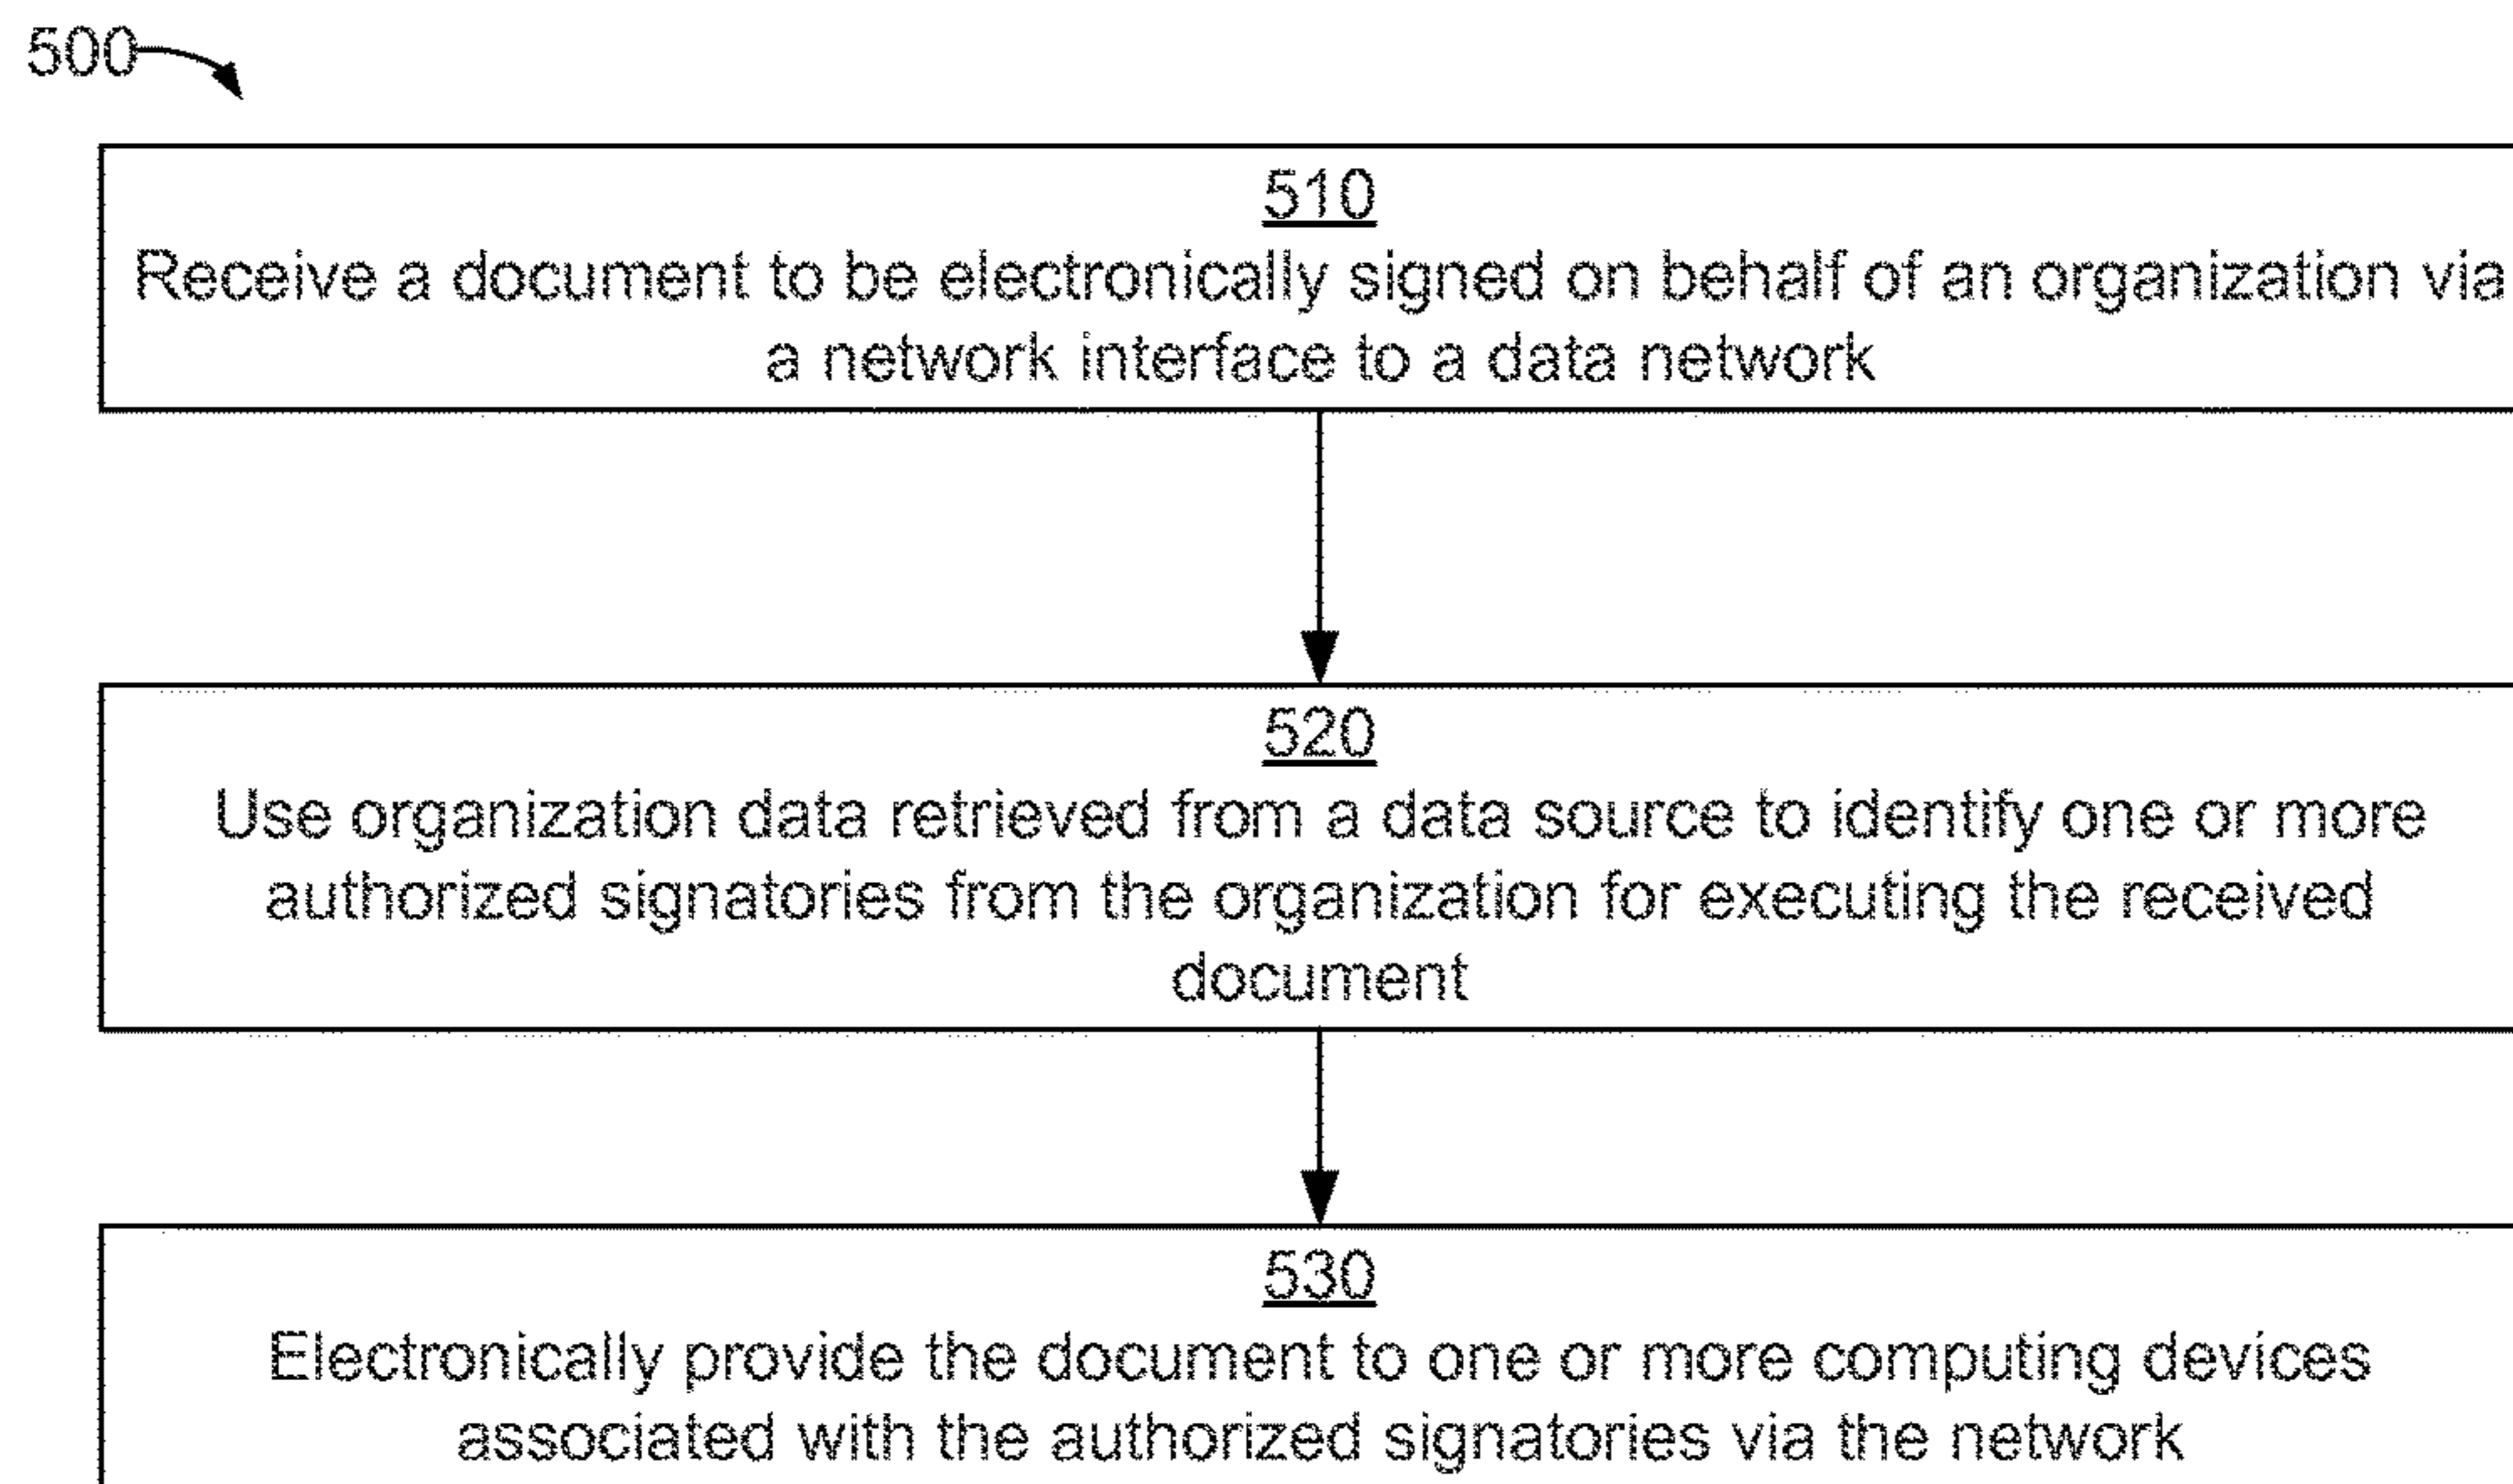 500
510
Receive a document to be electronically signed on behalf of an organization via
a network interface to a data network
520
Use organization data retrieved from a data source to identify one or more
authorized signatories from the organization for executing the received
document
530
Electronically provide the document to one or more computing devices
associated with the authorized signatories via the network